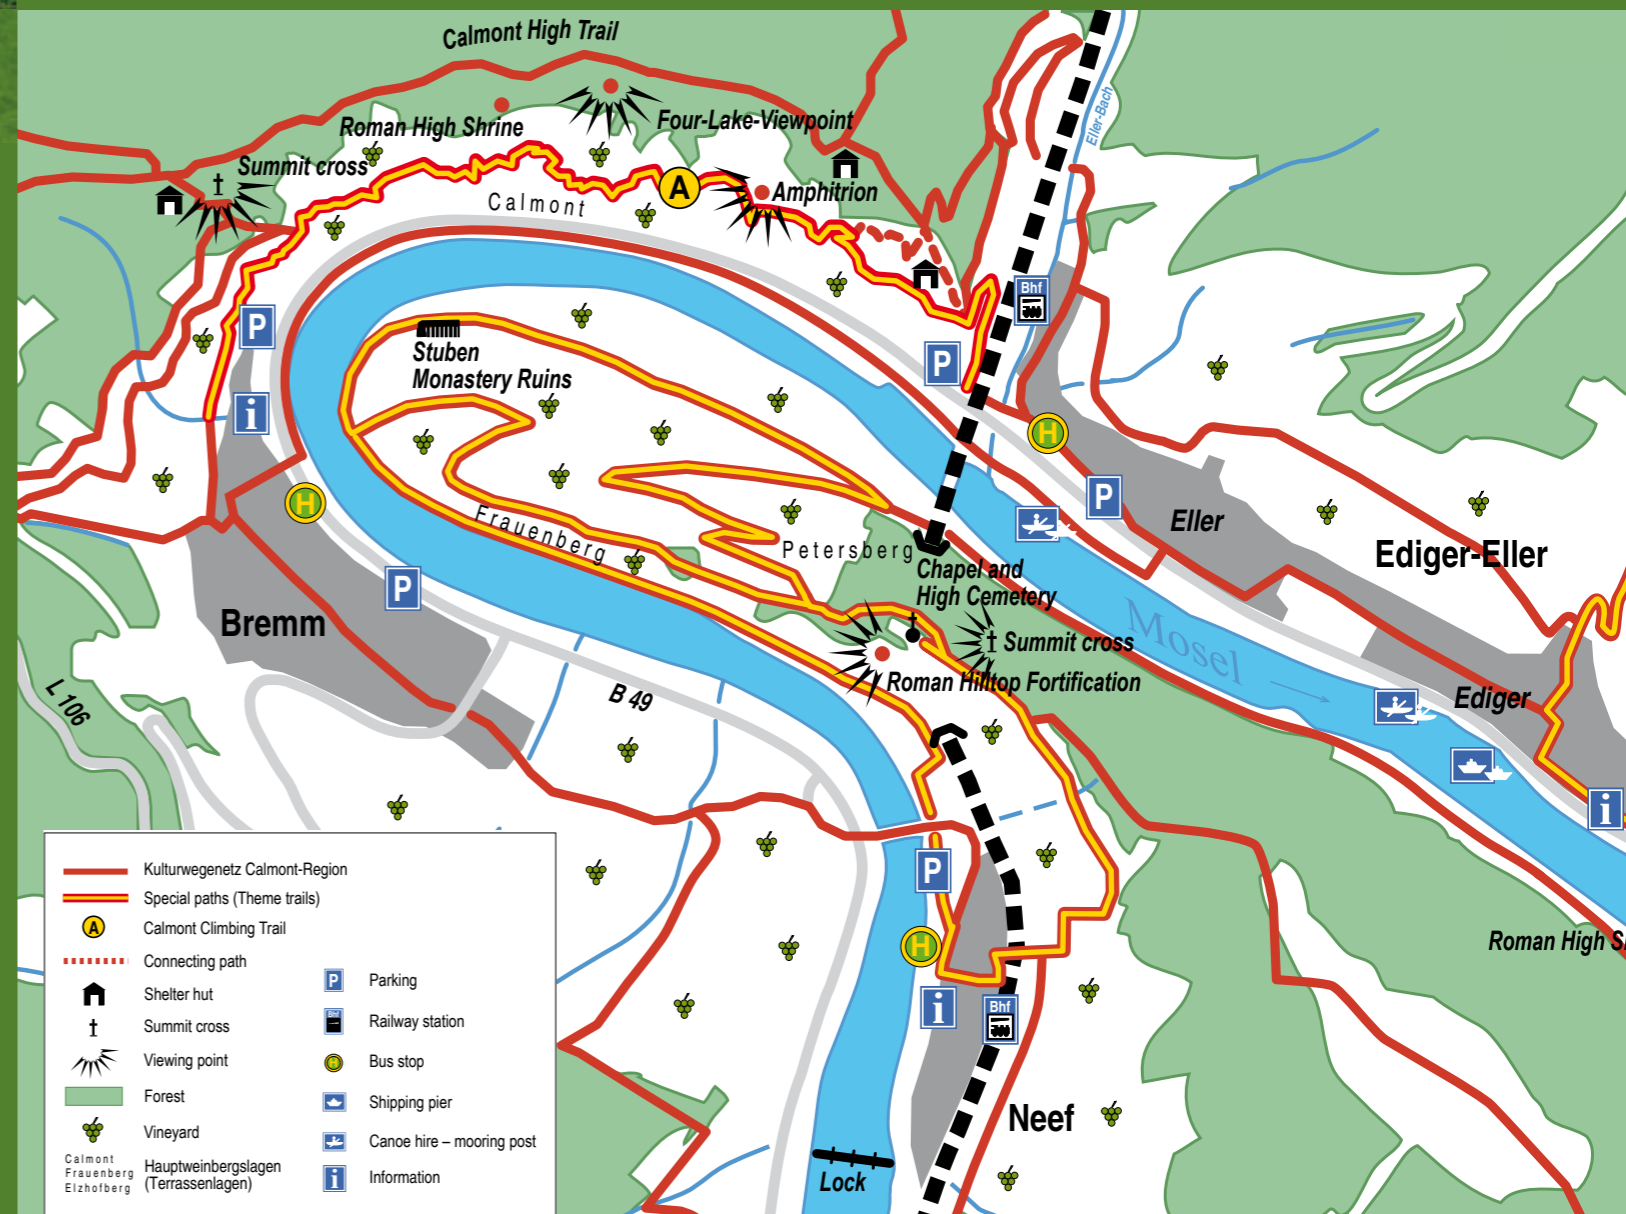 Calmont High Trail
Eller-Bach
Roman High Shrine
Four-Lake-Viewpoint
Summit cross
A
Amphitrion
Calmont
P
Bhf
Stuben
Monastery Ruins
P
i
H
H
P
Frauenberg
Petersberg
Eller
Ediger-Eller
Chapel and
High Cemetery
P
Bremm
Mosel
Summit cross
Roman Hilltop Fortification
L 106
B 49
Ediger
i
P
H
Roman High S
i
Bhf
Neef
Lock
Kulturwegenetz Calmont-Region
Special paths (Theme trails)
A
Calmont Climbing Trail
Connecting path
Shelter hut
Summit cross
Viewing point
Forest
Vineyard
Calmont
Frauenberg
Elzhofberg
Hauptweinbergslagen
(Terrassenlagen)
P
Parking
Bhf
Railway station
H
Bus stop
Shipping pier
Canoe hire – mooring post
i
Information